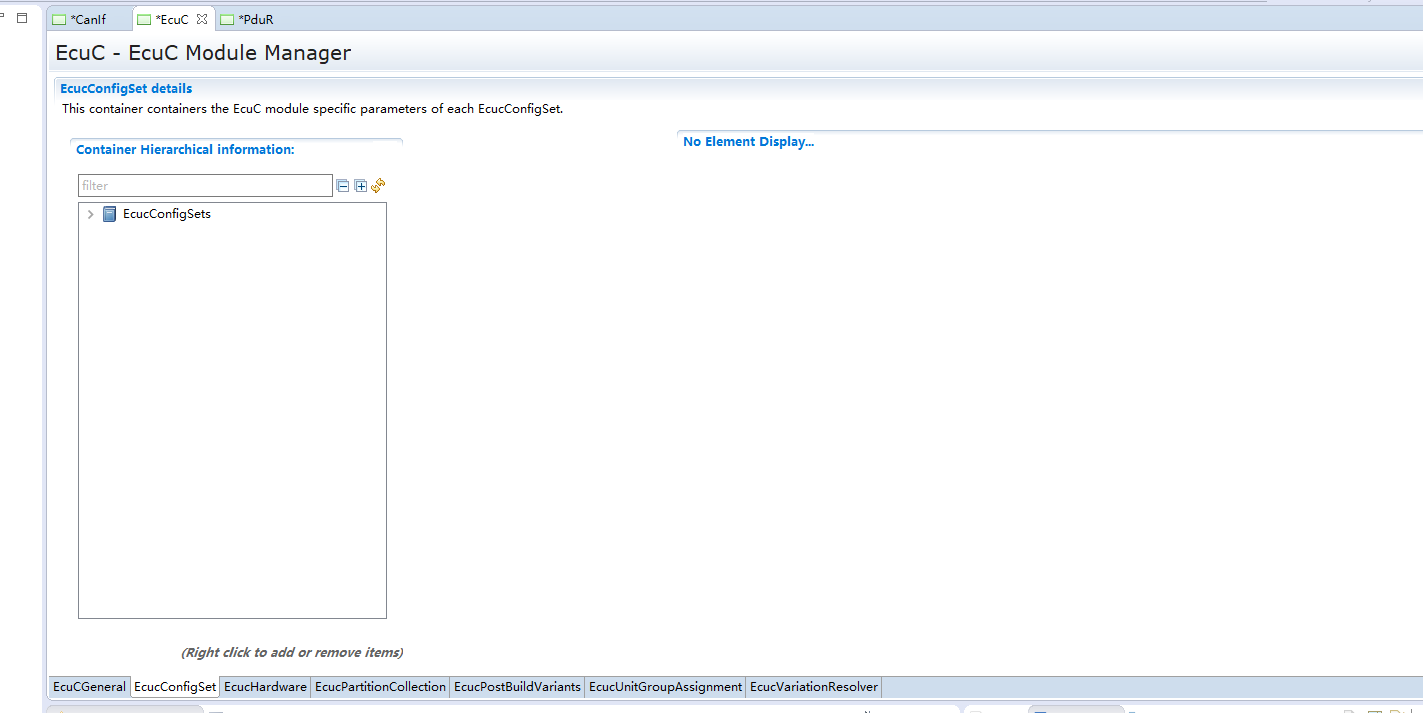 *CanIf *EcuC *PduR
EcuC - EcuC Module Manager
EcucConfigSet details
This container containers the EcuC module specific parameters of each EcucConfigSet.
Container Hierarchical information:
No Element Display...
filter
EcucConfigSets
(Right click to add or remove items)
EcuCGeneral EcucConfigSet EcucHardware EcucPartitionCollection EcucPostBuildVariants EcucUnitGroupAssignment EcucVariationResolver